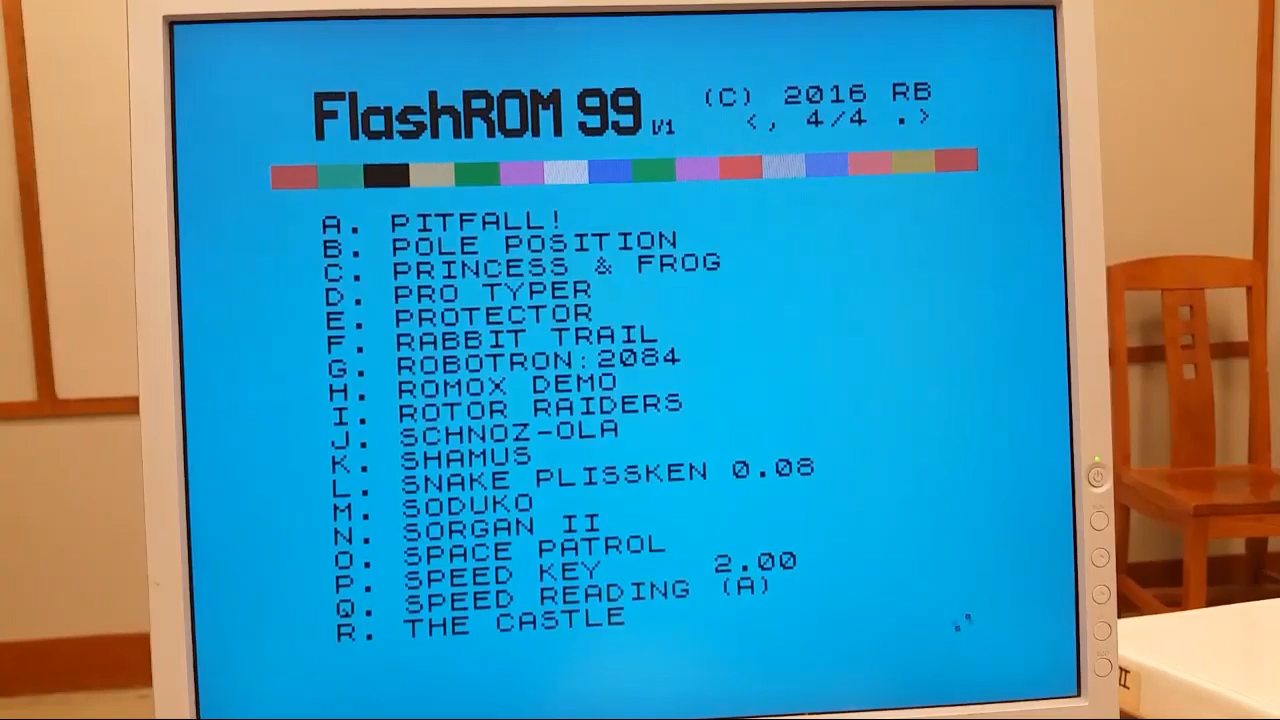 FlashROM 99 V1 (C) 2016 RB
<, 4/4 .>
A. PITFALL!
B. POLE POSITION
C. PRINCESS & FROG
D. PRO TYPER
E. PROTECTOR
F. RABBIT TRAIL
G. ROBOTRON:2084
H. ROMOX DEMO
I. ROTOR RAIDERS
J. SCHNOZ-OLA
K. SHAMUS
L. SNAKE PLISSKEN 0.08
M. SODUKO
N. SORGAN II
O. SPACE PATROL
P. SPEED KEY 2.00
Q. SPEED READING (A)
R. THE CASTLE
II